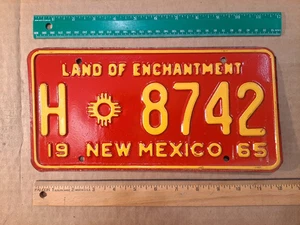 LAND OF ENCHANTMENT
H 8742
19 NEW MEXICO 65